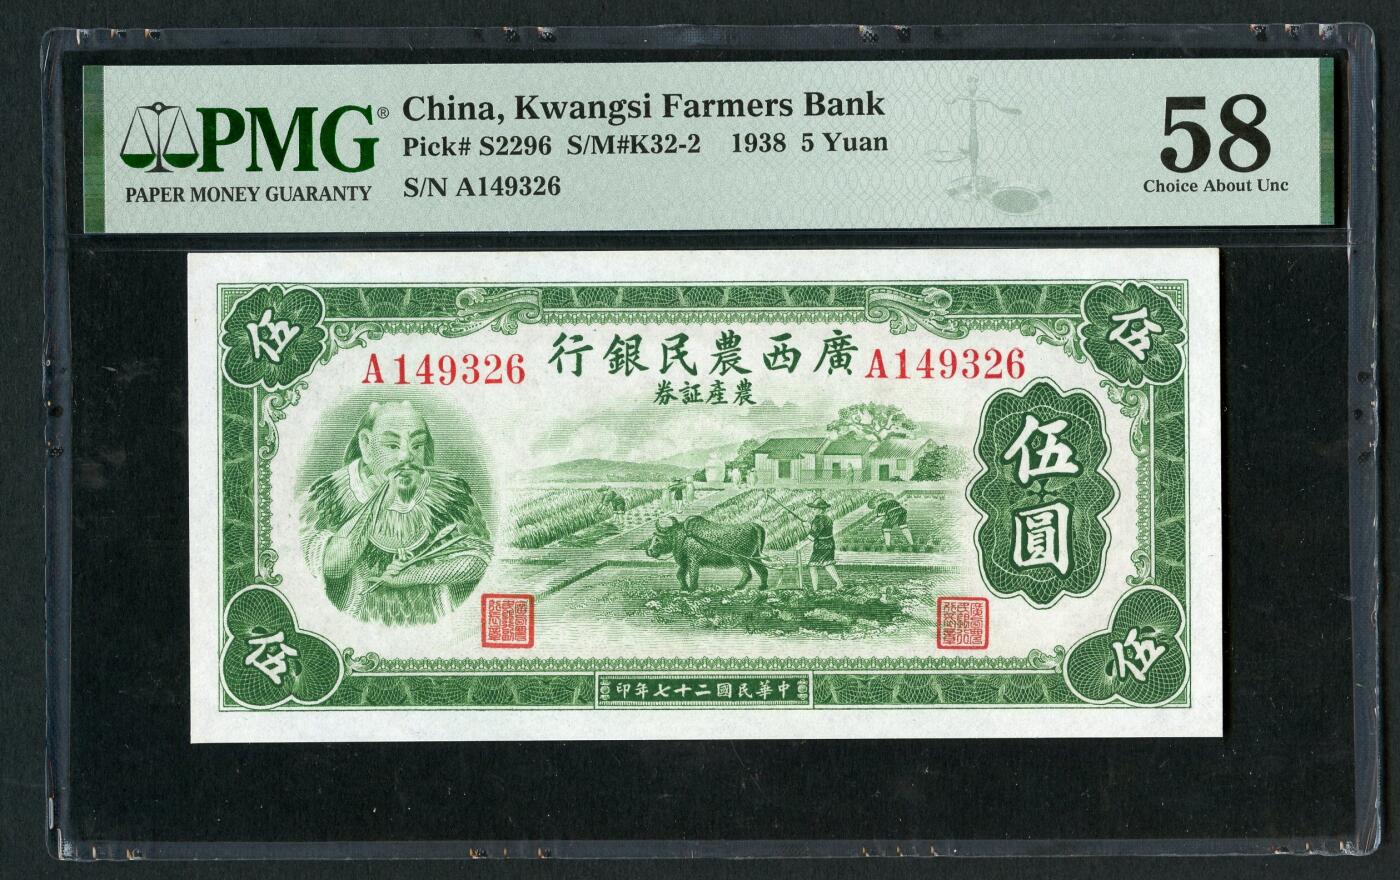 PMG®
PAPER MONEY GUARANTY
China, Kwangsi Farmers Bank
Pick# S2296 S/M#K32-2 1938 5 Yuan
S/N A149326
58
Choice About Unc
伍
伍
A149326
行銀民農西廣
A149326
券証產農
伍圓
伍
伍
印年七十二國民華中